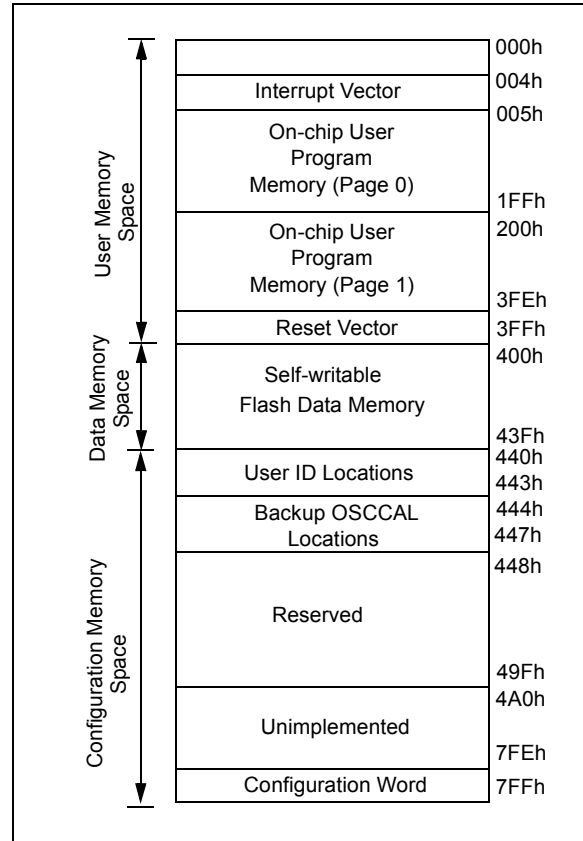 000h
004h
Interrupt Vector
005h
On-chip User
Program
Memory (Page 0)
1FFh
200h
On-chip User
Program
Memory (Page 1)
3FEh
Reset Vector
3FFh
User Memory
Space
400h
Self-writable
Flash Data Memory
43Fh
Data Memory
Space
440h
User ID Locations
443h
444h
Backup OSCCAL
Locations
447h
448h
Reserved
49Fh
4A0h
Unimplemented
7FEh
Configuration Word
7FFh
Configuration Memory
Space